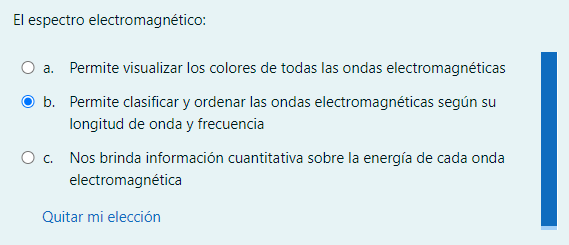 El espectro electromagnético:
a. Permite visualizar los colores de todas las ondas electromagnéticas
b. Permite clasificar y ordenar las ondas electromagnéticas según su
longitud de onda y frecuencia
c. Nos brinda información cuantitativa sobre la energía de cada onda
electromagnética
Quitar mi elección